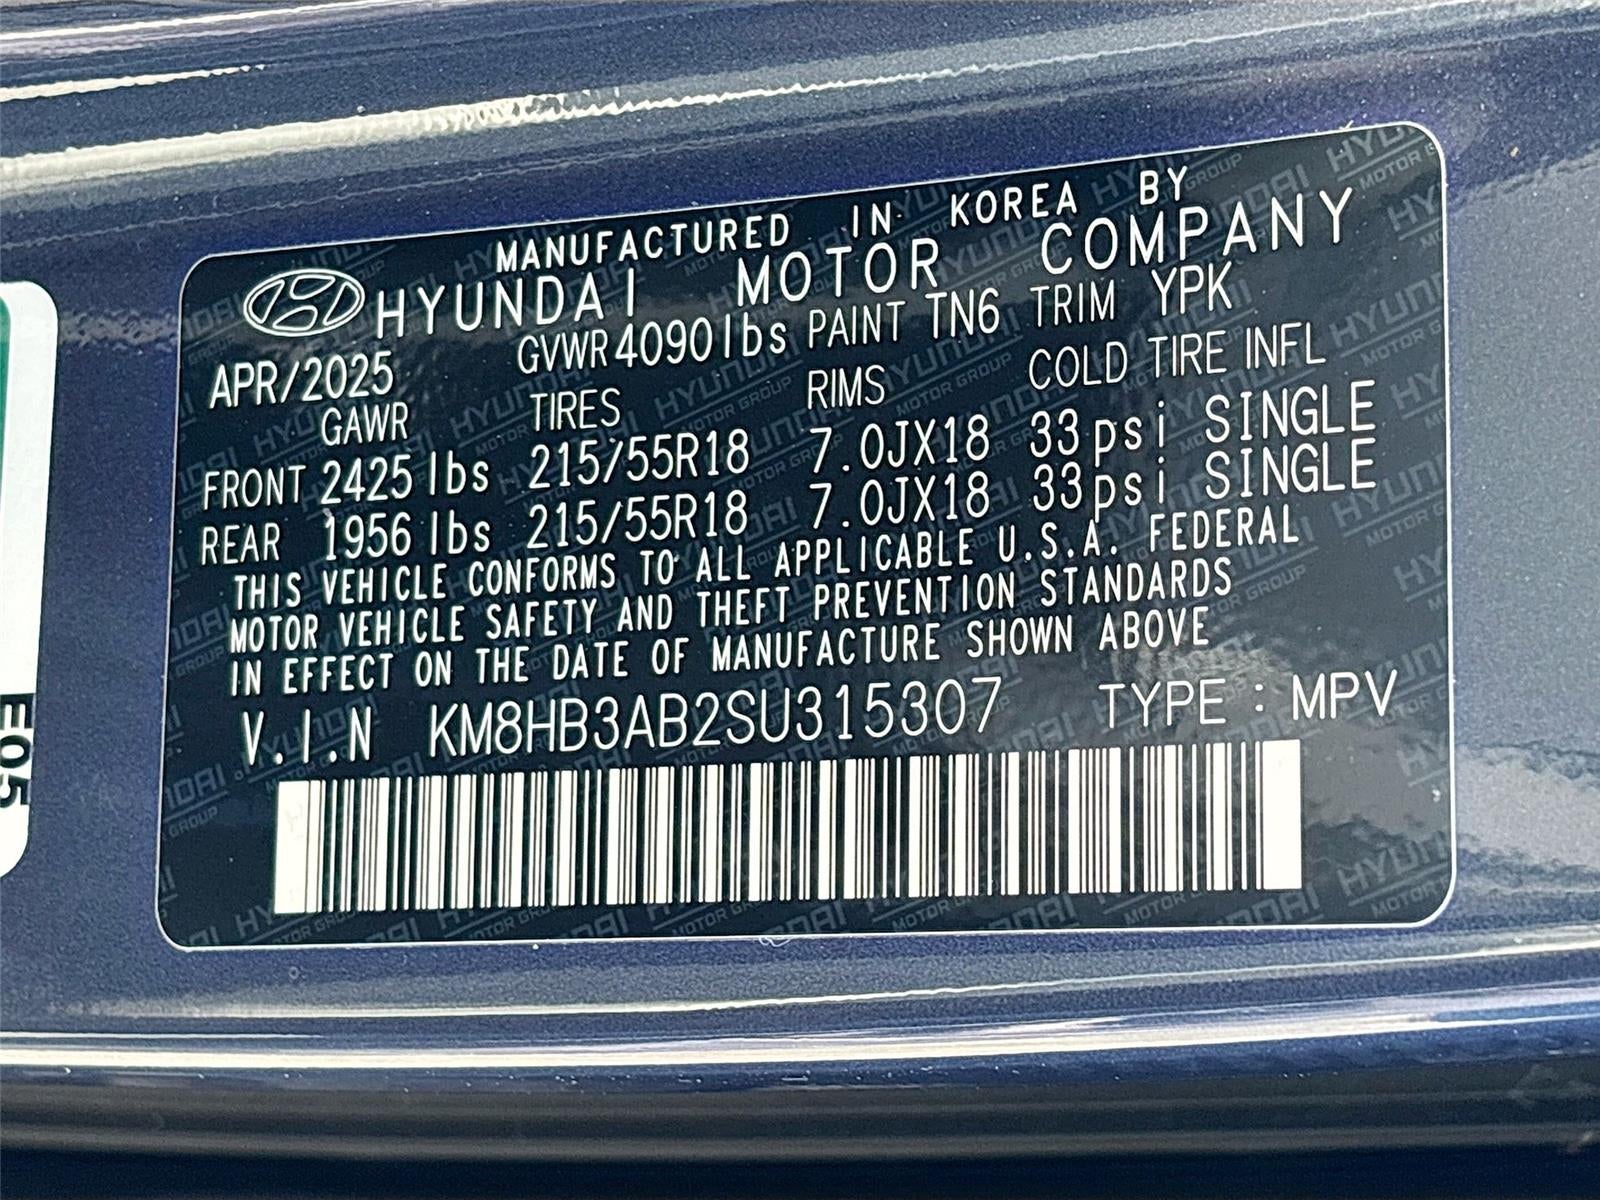 MANUFACTURED IN KOREA BY
HYUNDAI MOTOR COMPANY
APR/2025 GVWR 4090lbs PAINT TN6 TRIM YPK
GAWR TIRES RIMS COLD TIRE INFL
FRONT 2425 lbs 215/55R18 7.0JX18 33psi SINGLE
REAR 1956 lbs 215/55R18 7.0JX18 33psi SINGLE
THIS VEHICLE CONFORMS TO ALL APPLICABLE U.S.A. FEDERAL
MOTOR VEHICLE SAFETY AND THEFT PREVENTION STANDARDS
IN EFFECT ON THE DATE OF MANUFACTURE SHOWN ABOVE
V.I.N KM8HB3AB2SU315307 TYPE : MPV
E05